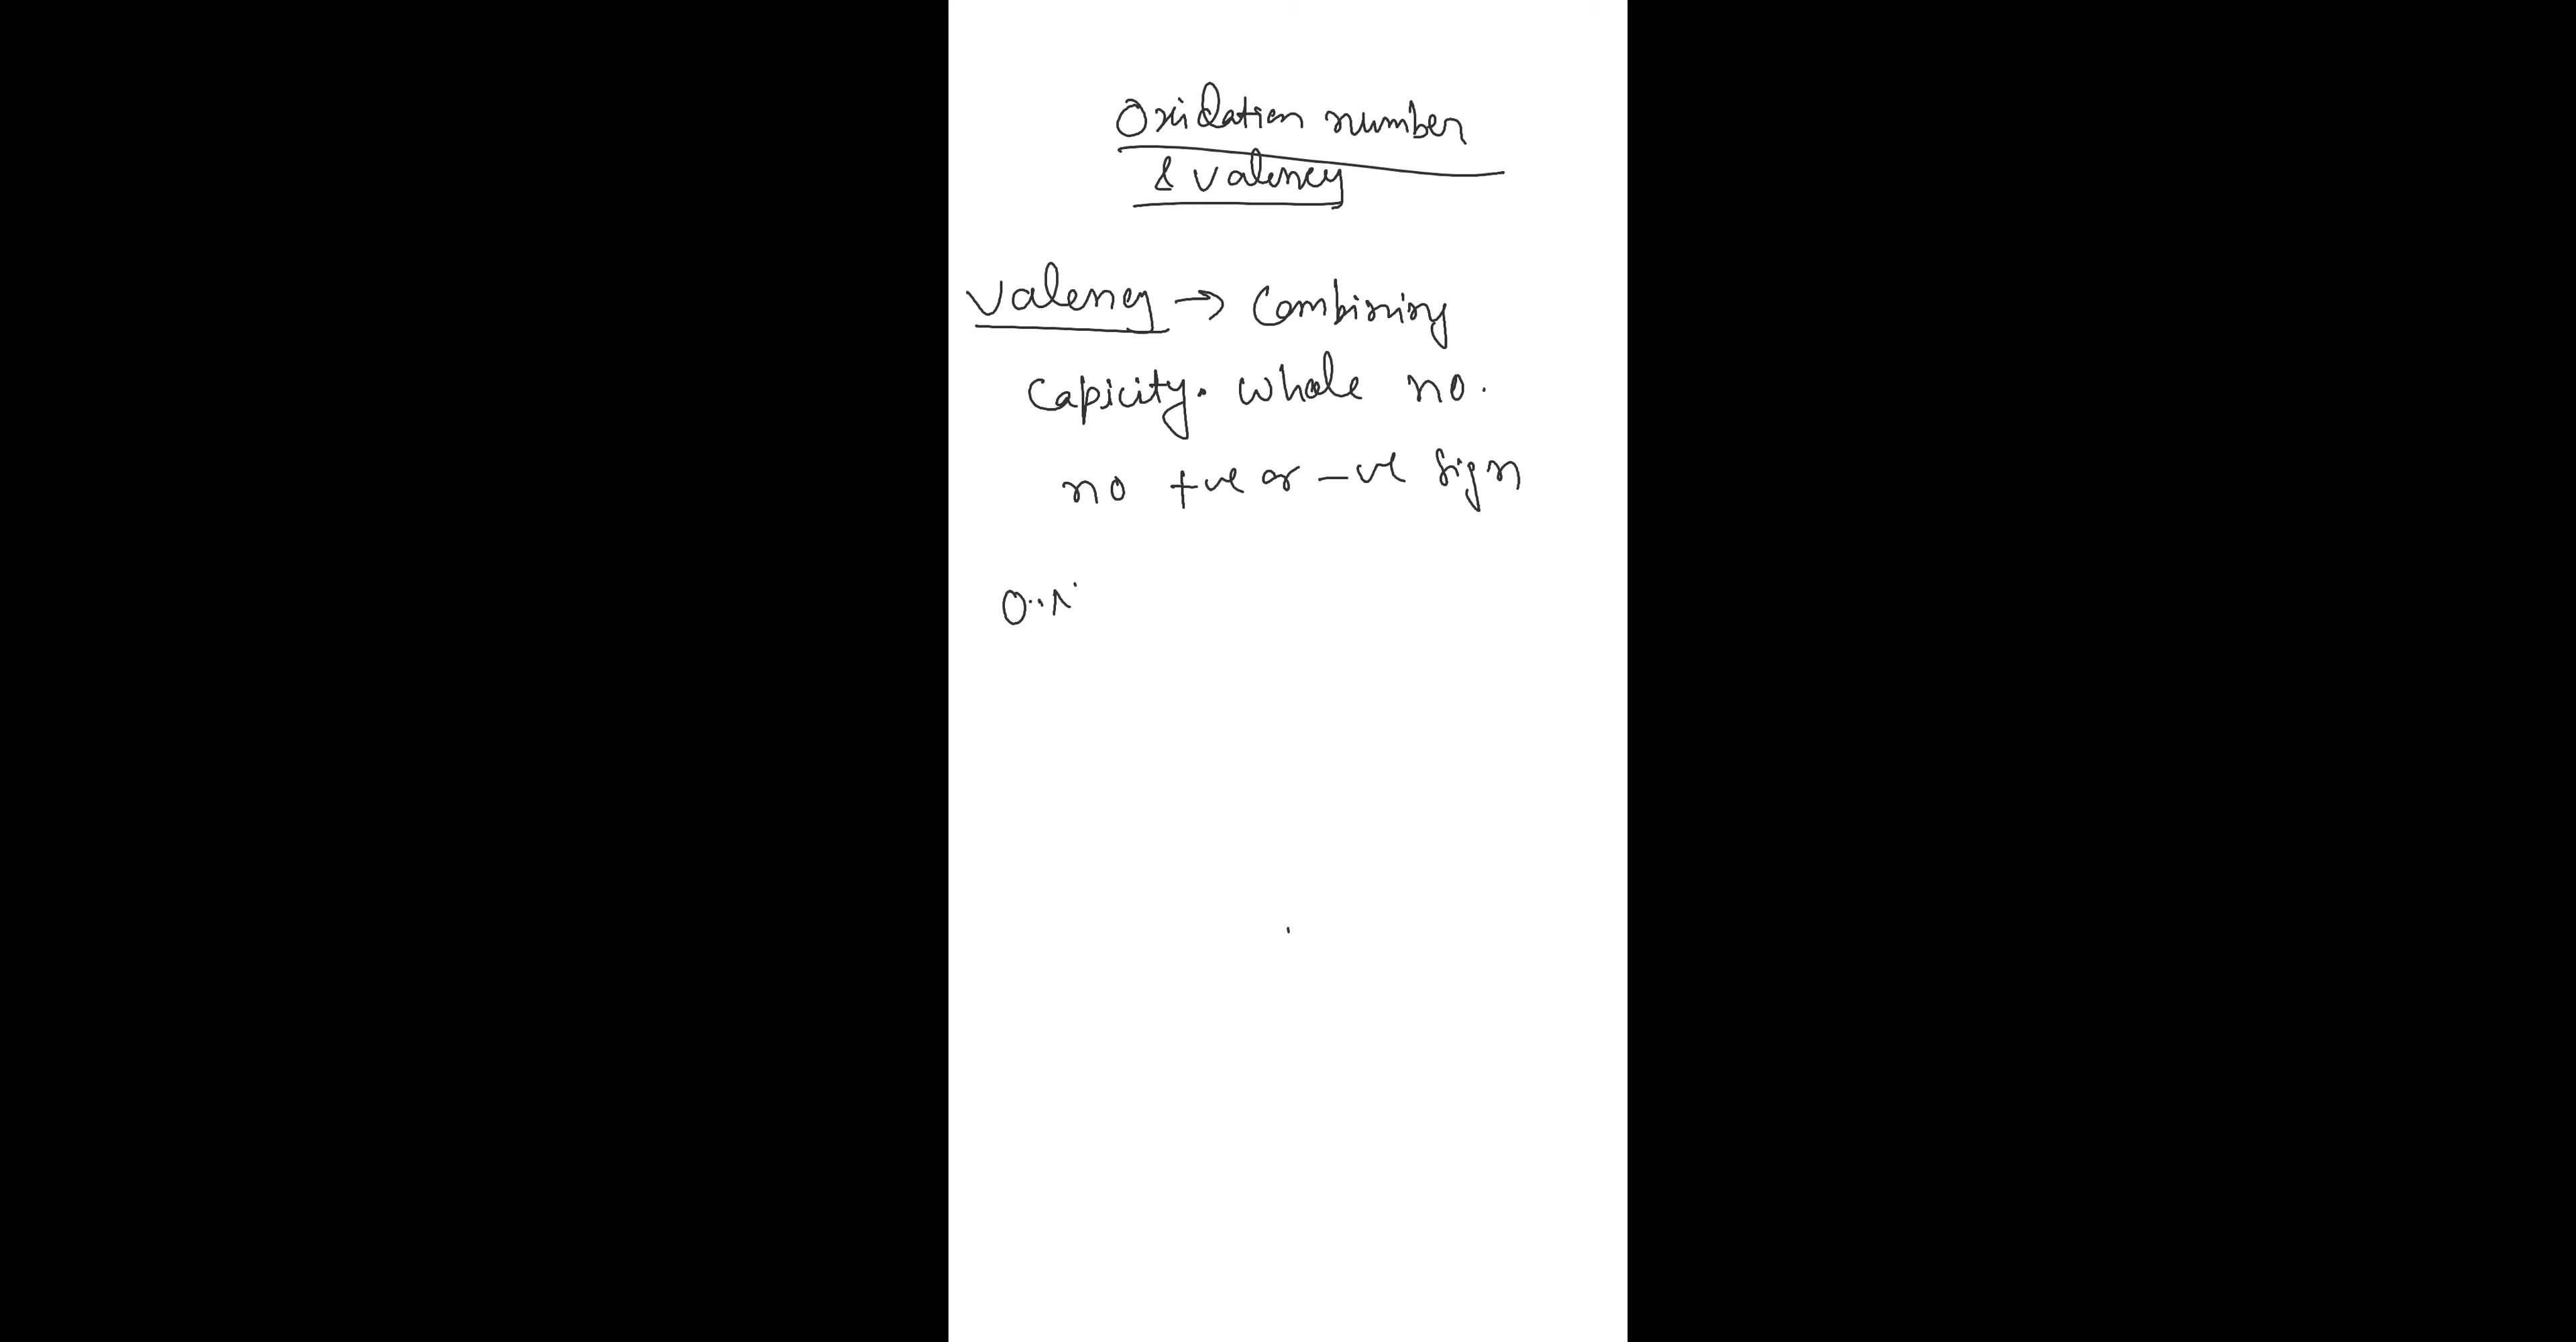 Oxidation number
& valency
Valency → Combining
Capicity. Whole no.
no +ve or -ve sign